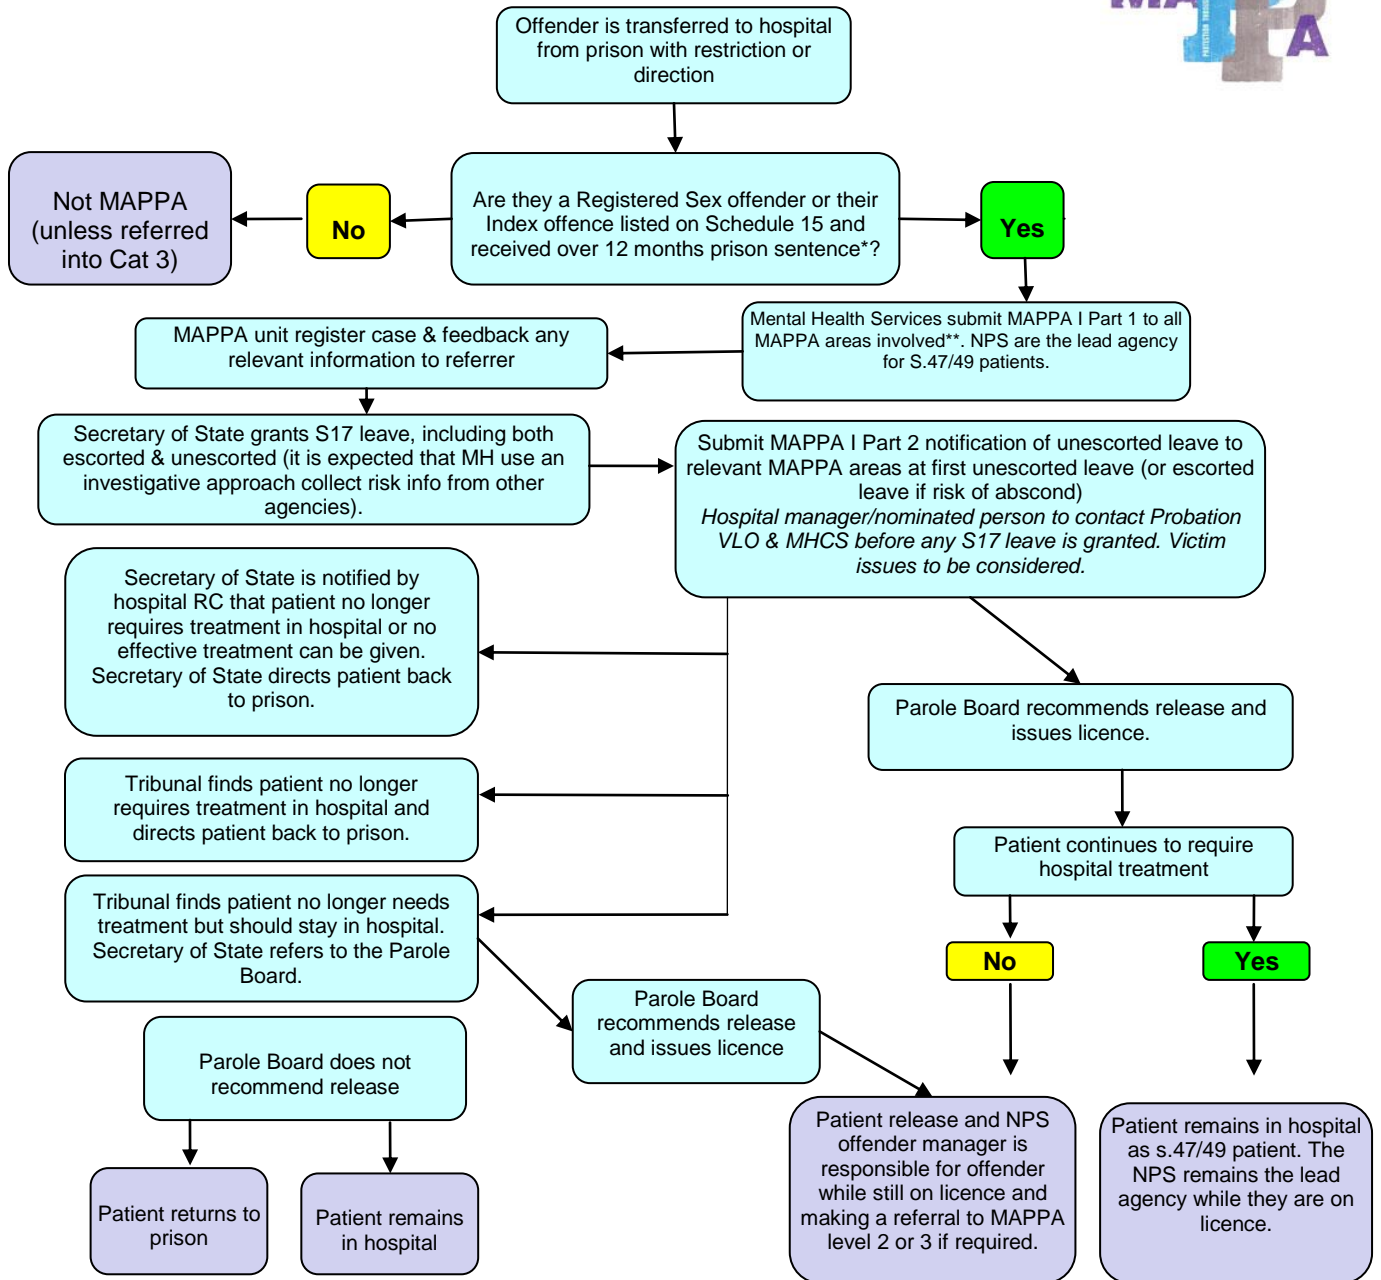 MAPPA
PROTECTION THROUGH
Offender is transferred to hospital
from prison with restriction or
direction
Are they a Registered Sex offender or their
Index offence listed on Schedule 15 and
received over 12 months prison sentence*?
No
Yes
Not MAPPA
(unless referred
into Cat 3)
Mental Health Services submit MAPPA I Part 1 to all
MAPPA areas involved**. NPS are the lead agency
for S.47/49 patients.
MAPPA unit register case & feedback any
relevant information to referrer
Secretary of State grants S17 leave, including both
escorted & unescorted (it is expected that MH use an
investigative approach collect risk info from other
agencies).
Submit MAPPA I Part 2 notification of unescorted leave to
relevant MAPPA areas at first unescorted leave (or escorted
leave if risk of abscond)
Hospital manager/nominated person to contact Probation
VLO & MHCS before any S17 leave is granted. Victim
issues to be considered.
Secretary of State is notified by
hospital RC that patient no longer
requires treatment in hospital or no
effective treatment can be given.
Secretary of State directs patient back
to prison.
Tribunal finds patient no longer
requires treatment in hospital and
directs patient back to prison.
Tribunal finds patient no longer needs
treatment but should stay in hospital.
Secretary of State refers to the Parole
Board.
Parole Board recommends release and
issues licence.
Patient continues to require
hospital treatment
No
Yes
Parole Board
recommends release
and issues licence
Parole Board does not
recommend release
Patient returns to
prison
Patient remains
in hospital
Patient release and NPS
offender manager is
responsible for offender
while still on licence and
making a referral to MAPPA
level 2 or 3 if required.
Patient remains in hospital
as s.47/49 patient. The
NPS remains the lead
agency while they are on
licence.